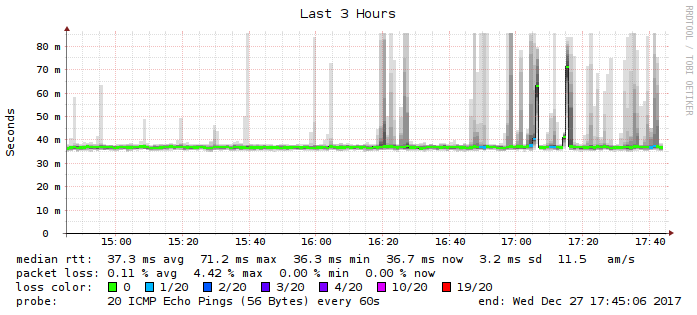 Last 3 Hours
RRDTOOL / TOBI OETIKER
Seconds
80 m
70 m
60 m
50 m
40 m
30 m
20 m
10 m
0
15:00 15:20 15:40 16:00 16:20 16:40 17:00 17:20 17:40
median rtt: 37.3 ms avg 71.2 ms max 36.3 ms min 36.7 ms now 3.2 ms sd 11.5 am/s
packet loss: 0.11 % avg 4.42 % max 0.00 % min 0.00 % now
loss color: 0 1/20 2/20 3/20 4/20 10/20 19/20
probe: 20 ICMP Echo Pings (56 Bytes) every 60s end: Wed Dec 27 17:45:06 2017